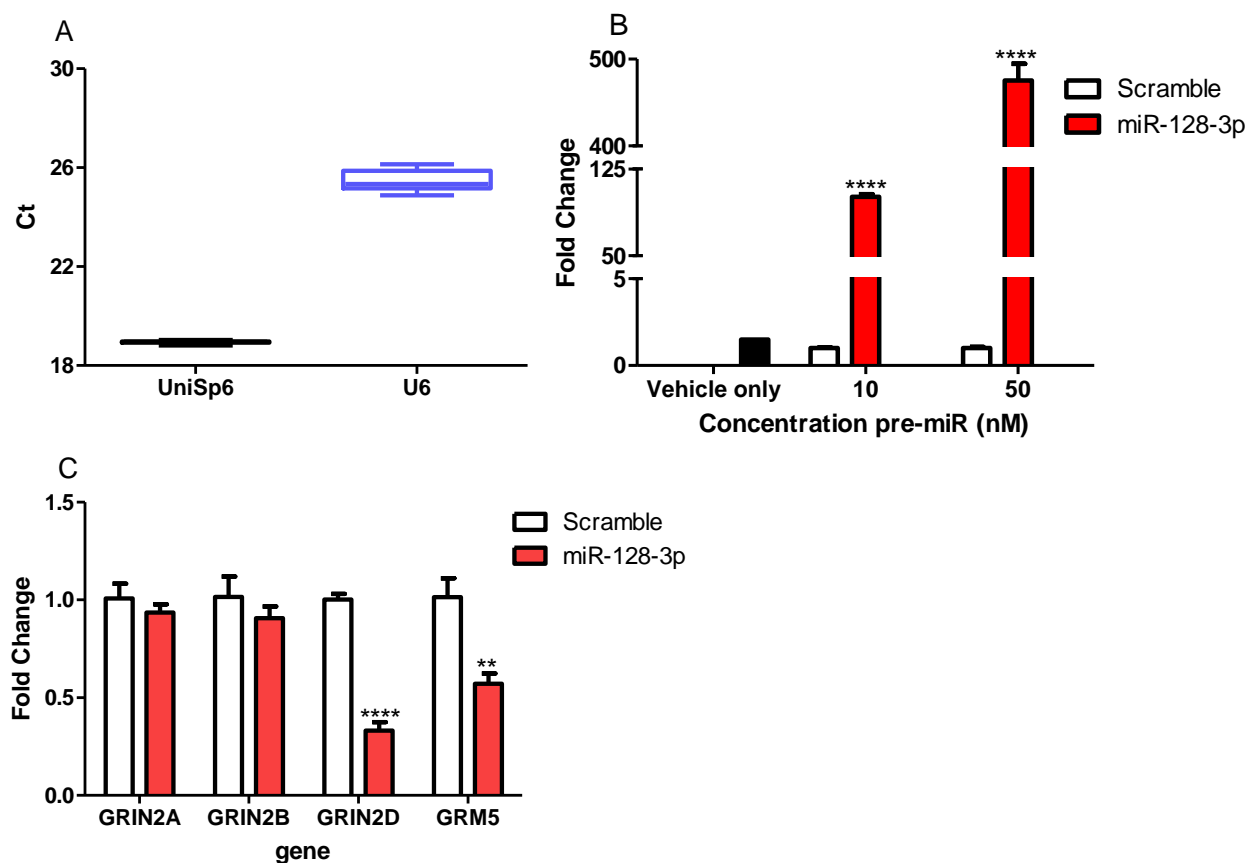 A
30
26
22
18
Ct
UniSp6
U6
B
500
400
125
50
5
0
Fold Change
****
****
Scramble
miR-128-3p
Vehicle only
10
50
Concentration pre-miR (nM)
C
1.5
1.0
0.5
0.0
Fold Change
****
**
Scramble
miR-128-3p
GRIN2A
GRIN2B
GRIN2D
GRM5
gene